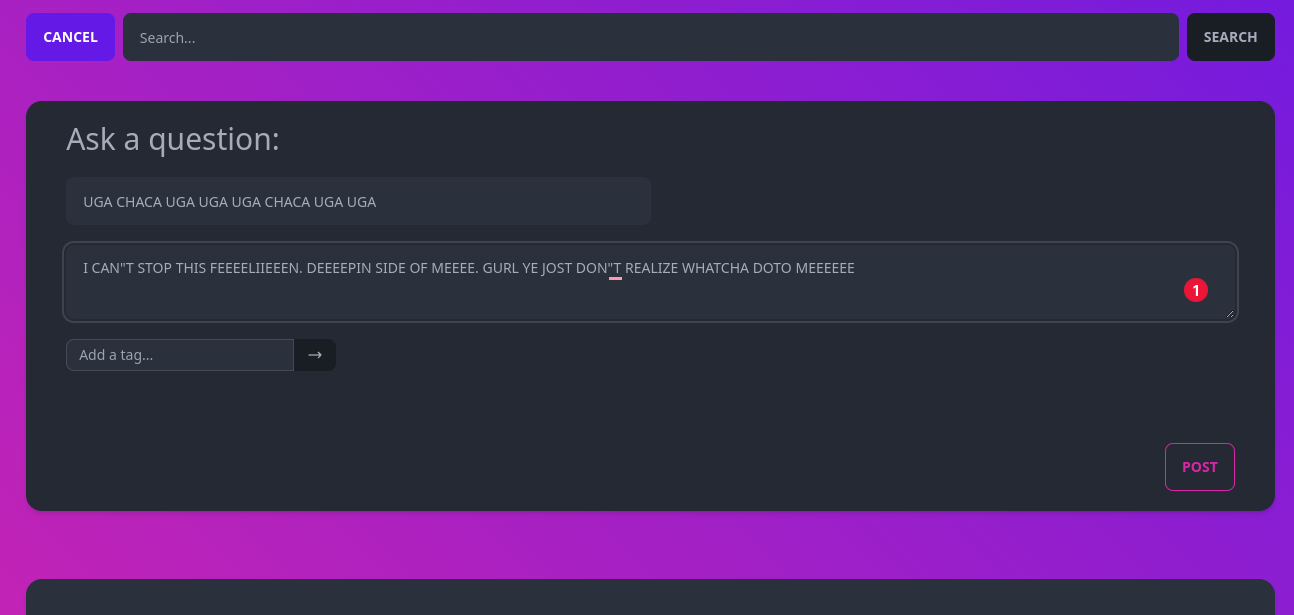 CANCEL
Search...
SEARCH
Ask a question:
UGA CHACA UGA UGA UGA CHACA UGA UGA
I CAN"T STOP THIS FEEEELIIEEEN. DEEEEPIN SIDE OF MEEEE. GURL YE JOST DON"T REALIZE WHATCHA DOTO MEEEEEE
1
Add a tag...
→
POST